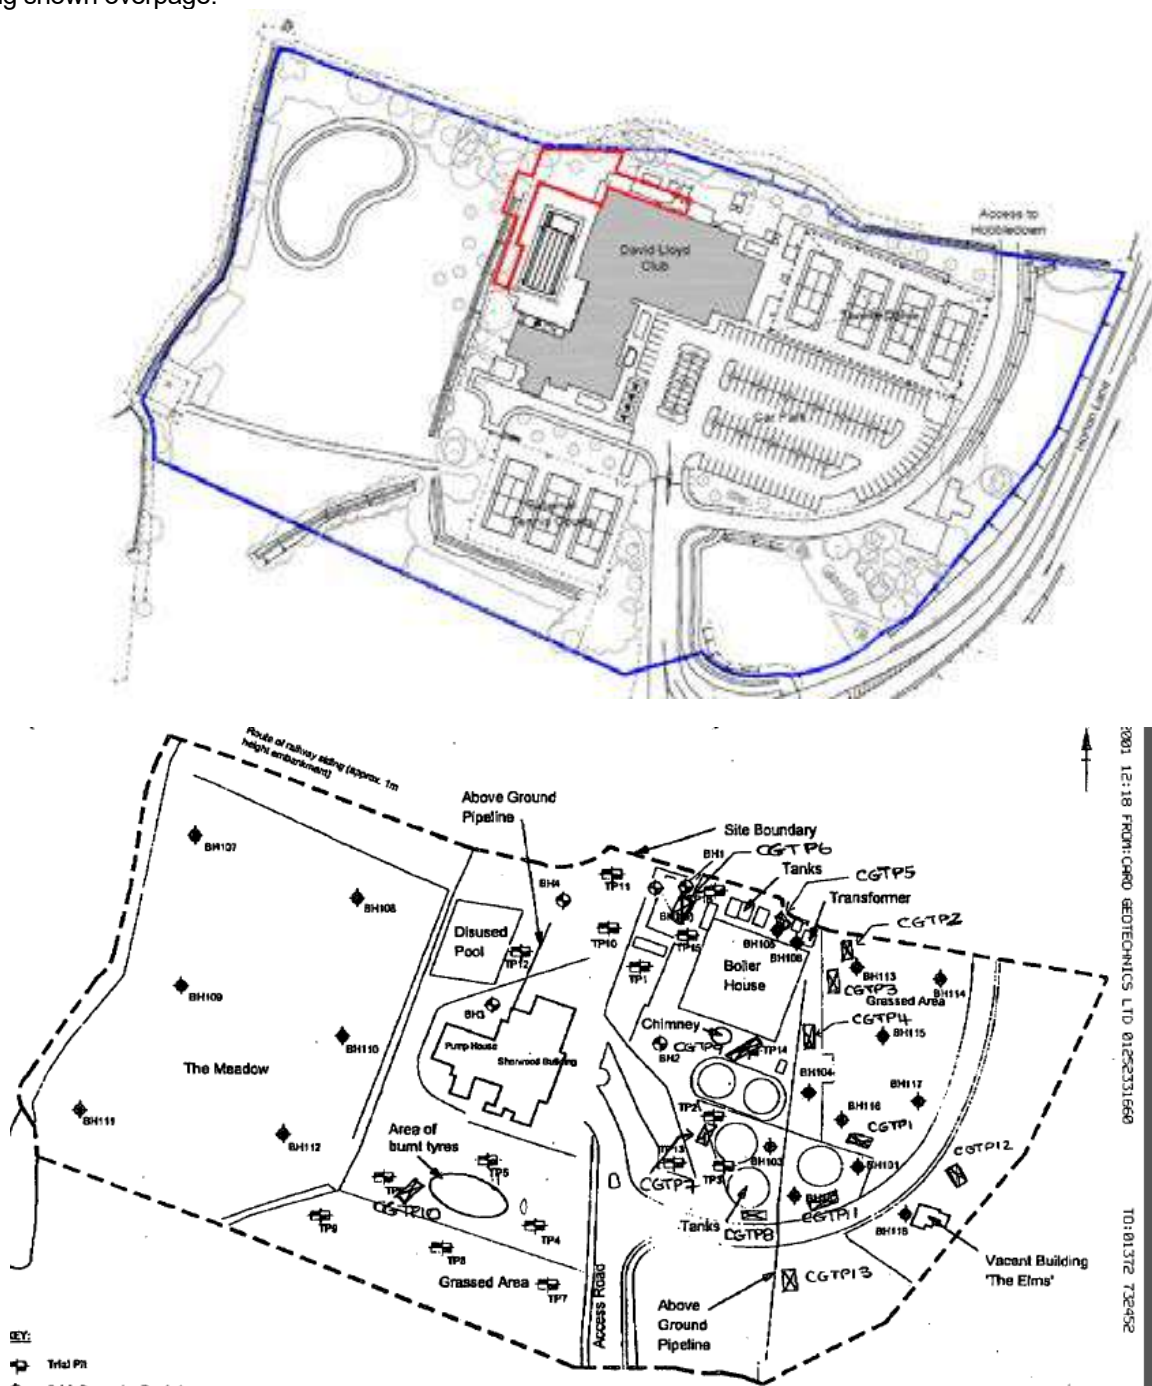 ng shown overpage.
Access to
Hobbledown
David Lloyd
Club
Car Park
Horton Lane
Route of railway siding (approx. 1m
height embankment)
Above Ground
Pipeline
Site Boundary
BH1
CGTP6
Tanks
CGTP5
Transformer
CGTP2
BH107
BH108
BH4
TP11
TP10
TP15
TP12
TP1
Disused
Pool
BH105
BH106
Boiler
House
BH113
BH114
CGTP3
Grassed Area
CGTP4
BH115
BH109
BH110
BH3
Pump House
Sherwood Building
Chimney
BH2
TP14
The Meadow
BH104
BH117
BH116
CGTP1
BH111
BH112
Area of
burnt tyres
TP2
TP13
TP3
BH103
BH101
CGTP12
CGTP7
TP5
CGTP10
TP9
TP4
TP8
TP7
Tanks
CGTP8
CGTP11
BH118
Vacant Building
'The Elms'
Grassed Area
Access Road
CGTP13
Above
Ground
Pipeline
KEY:
Trial Pit
2001 12:18 FROM:CARD GEOTECHNICS LTD 01252331660
TO:01372 732452